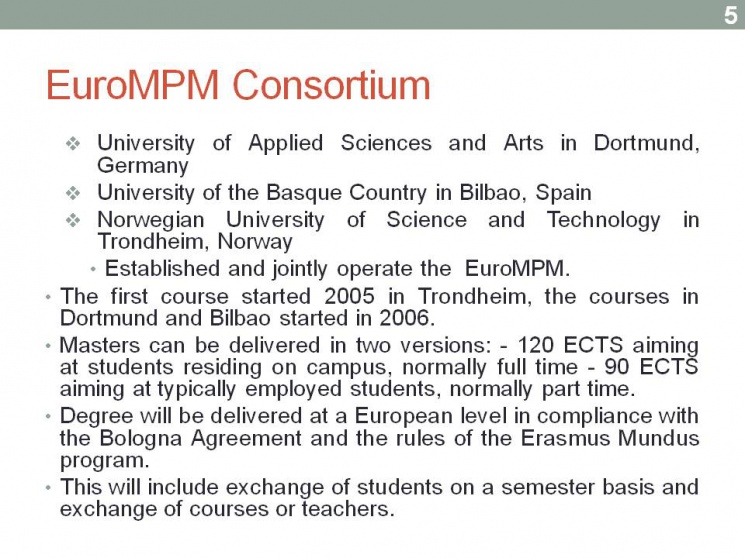 5
EuroMPM Consortium
❖ University of Applied Sciences and Arts in Dortmund,
Germany
❖ University of the Basque Country in Bilbao, Spain
❖ Norwegian University of Science and Technology in
Trondheim, Norway
• Established and jointly operate the EuroMPM.
• The first course started 2005 in Trondheim, the courses in
Dortmund and Bilbao started in 2006.
• Masters can be delivered in two versions: - 120 ECTS aiming
at students residing on campus, normally full time - 90 ECTS
aiming at typically employed students, normally part time.
• Degree will be delivered at a European level in compliance with
the Bologna Agreement and the rules of the Erasmus Mundus
program.
• This will include exchange of students on a semester basis and
exchange of courses or teachers.